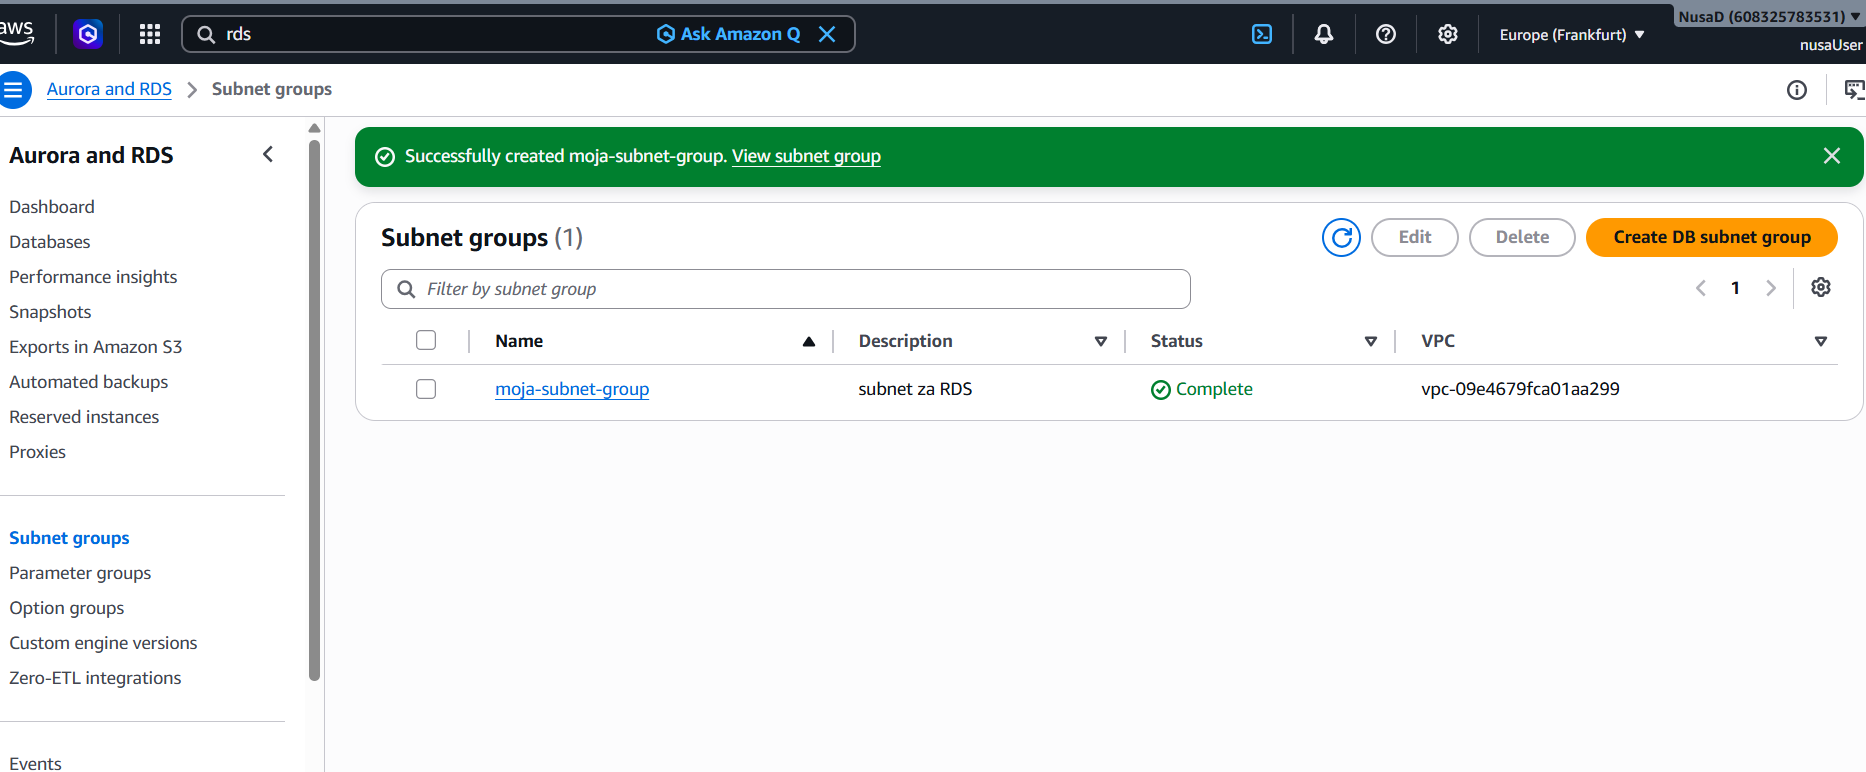 aws
rds
Ask Amazon Q
Europe (Frankfurt)
NusaD (608325783531)
nusaUser
Aurora and RDS
Subnet groups
Aurora and RDS
Dashboard
Databases
Performance insights
Snapshots
Exports in Amazon S3
Automated backups
Reserved instances
Proxies
Subnet groups
Parameter groups
Option groups
Custom engine versions
Zero-ETL integrations
Events
Successfully created moja-subnet-group. View subnet group
Subnet groups (1)
Edit
Delete
Create DB subnet group
Filter by subnet group
1
Name Description Status VPC
moja-subnet-group subnet za RDS Complete vpc-09e4679fca01aa299